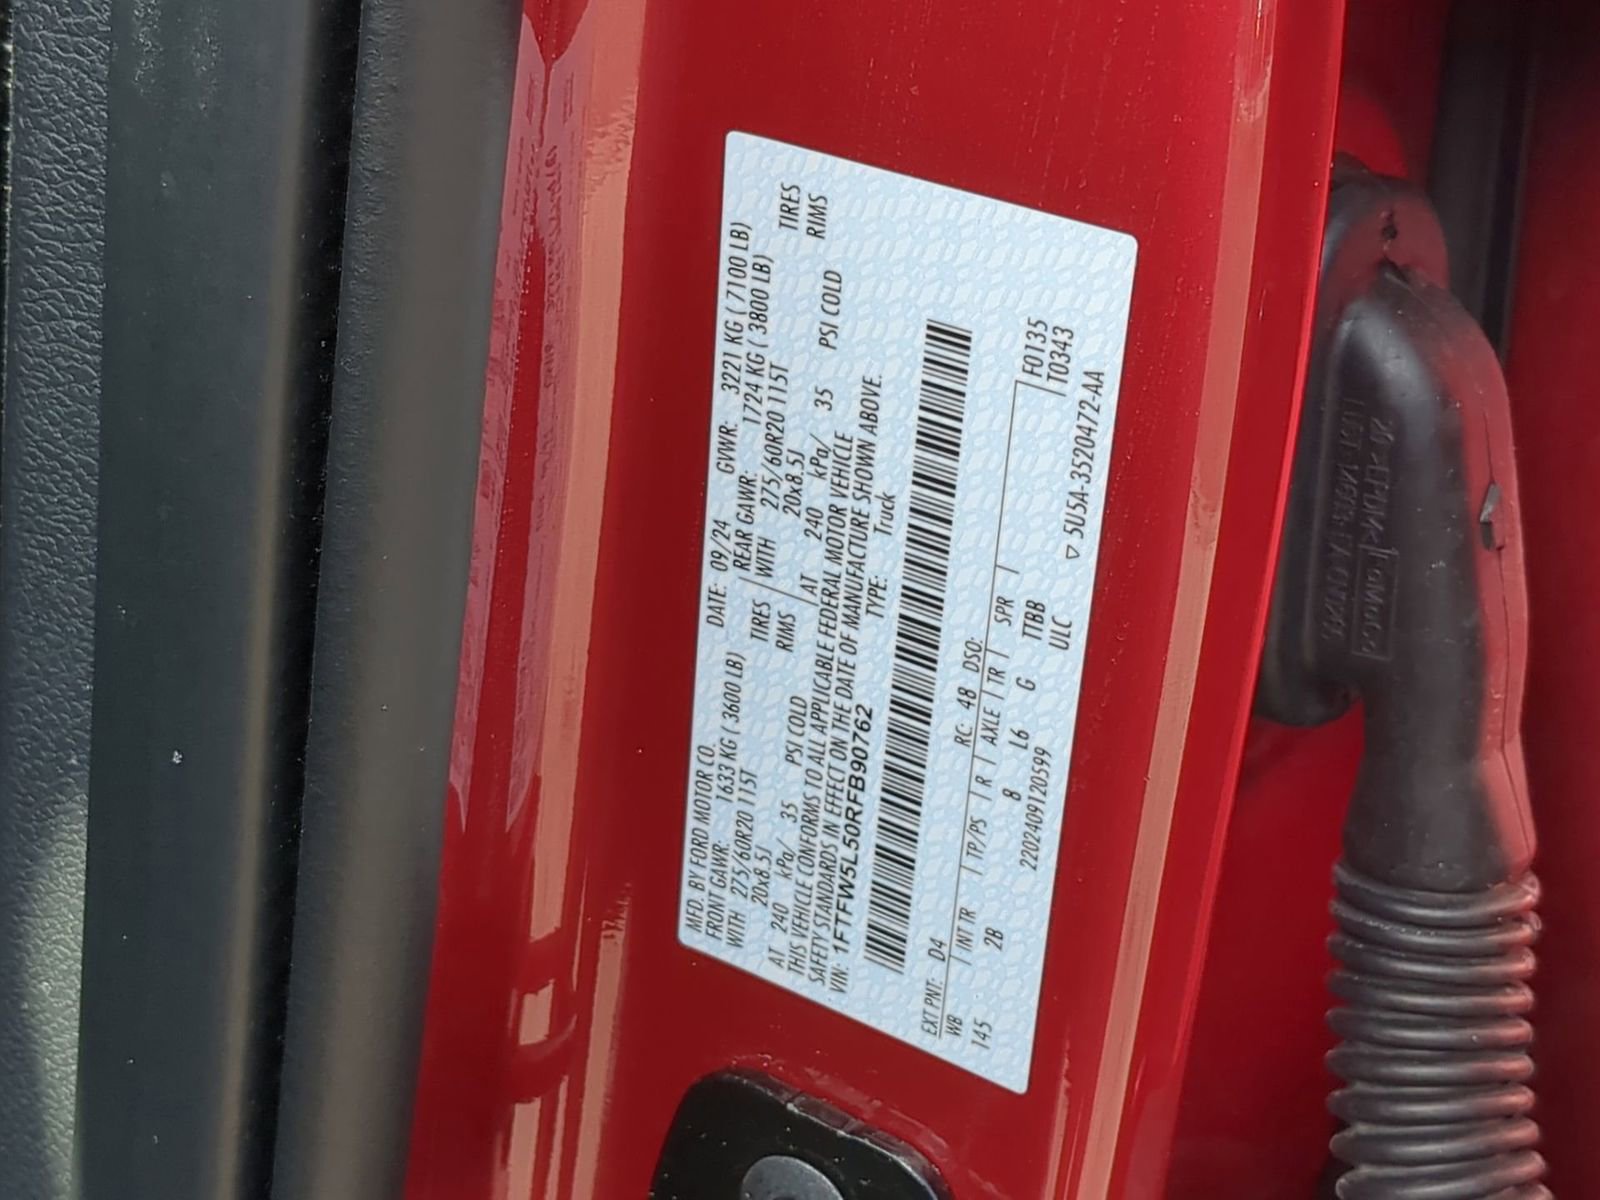 MFD. BY FORD MOTOR CO. DATE: 09/24 GVWR: 3221 KG ( 7100 LB)
FRONT GAWR: 1633 KG ( 3600 LB) REAR GAWR: 1724 KG ( 3800 LB)
WITH 275/60R20 115T TIRES WITH 275/60R20 115T TIRES
20x8.5J RIMS 20x8.5J RIMS
AT 240 kPa/ 35 PSI COLD AT 240 kPa/ 35 PSI COLD
THIS VEHICLE CONFORMS TO ALL APPLICABLE FEDERAL MOTOR VEHICLE
SAFETY STANDARDS IN EFFECT ON THE DATE OF MANUFACTURE SHOWN ABOVE.
VIN: 1FTFW5L50RFB90762 TYPE: Truck
EXT PNT: D4 RC: 48 DSO: F0135
WB INT TR TP/PS R AXLE TR SPR T0343
145 2B 8 L6 G TTBB
2202409120599 ULC ▽ 5U5A-3520472-AA